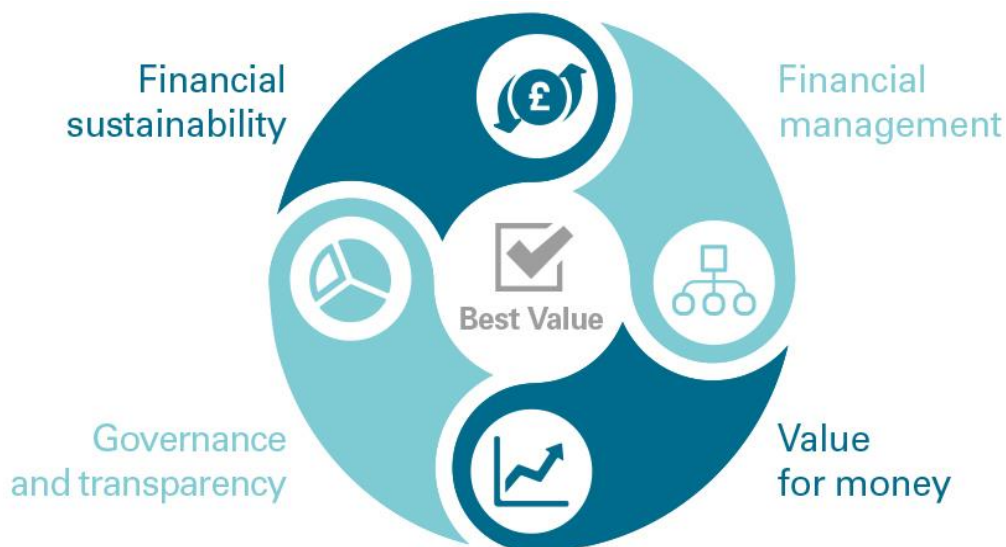 Financial
sustainability
Financial
management
£
Best Value
Governance
and transparency
Value
for money